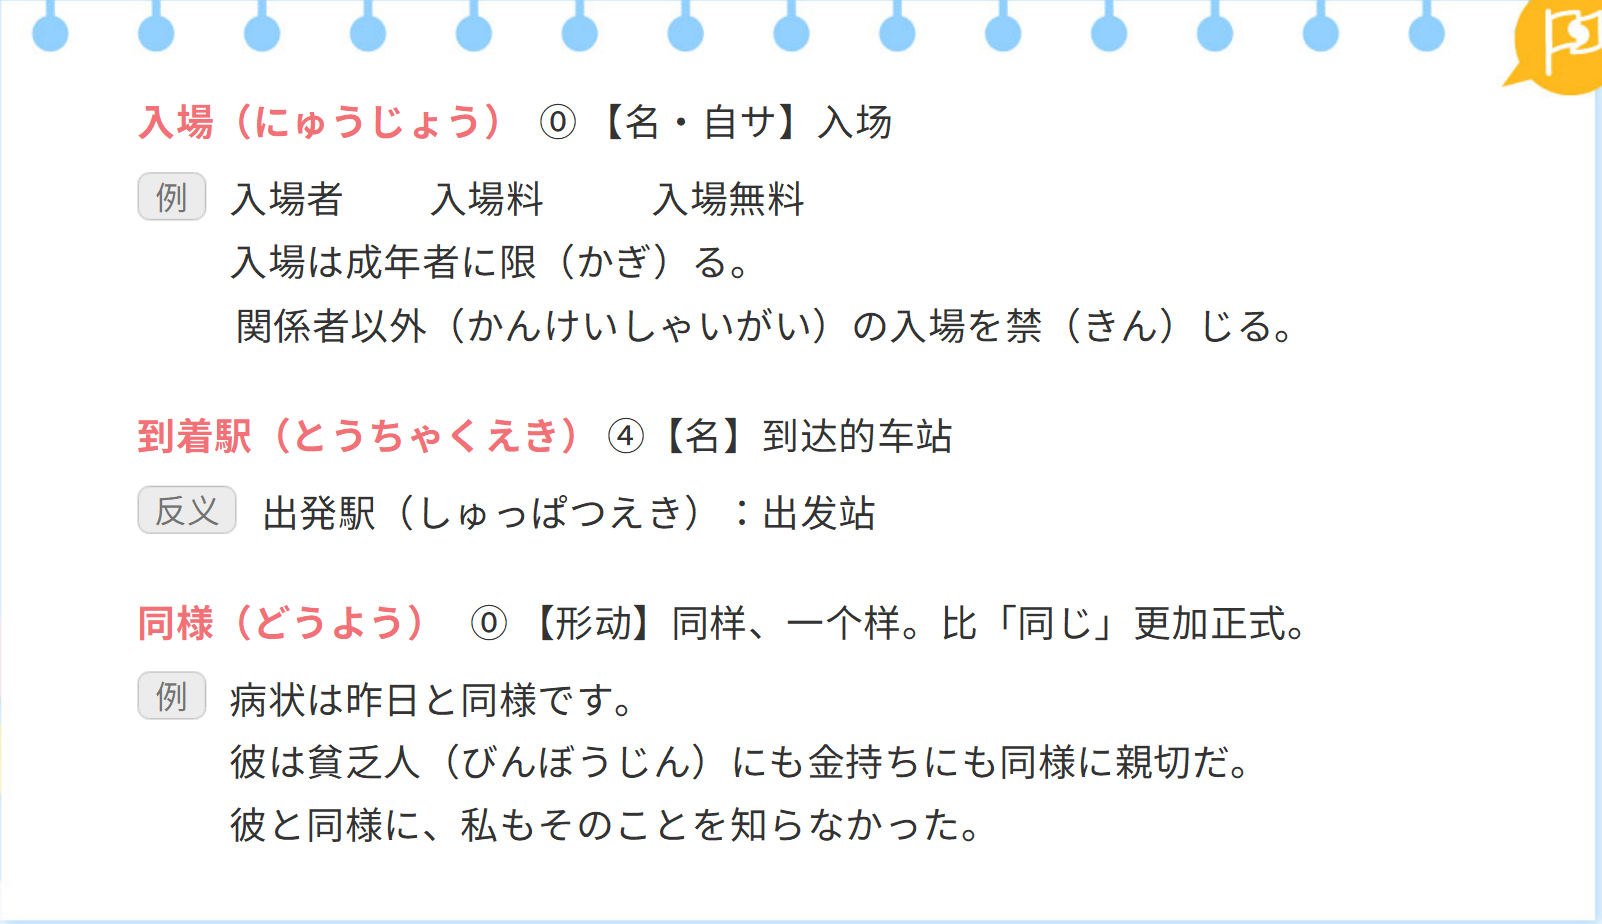 入場（にゅうじょう） ⓪【名・自サ】入场
例 入場者 入場料 入場無料
入場は成年者に限（かぎ）る。
関係者以外（かんけいしゃいがい）の入場を禁（きん）じる。
到着駅（とうちゃくえき）④【名】到达的车站
反义 出発駅（しゅっぱつえき）：出发站
同様（どうよう） ⓪【形动】同样、一个样。比「同じ」更加正式。
例 病状は昨日と同様です。
彼は貧乏人（びんぼうじん）にも金持ちにも同様に親切だ。
彼と同様に、私もそのことを知らなかった。